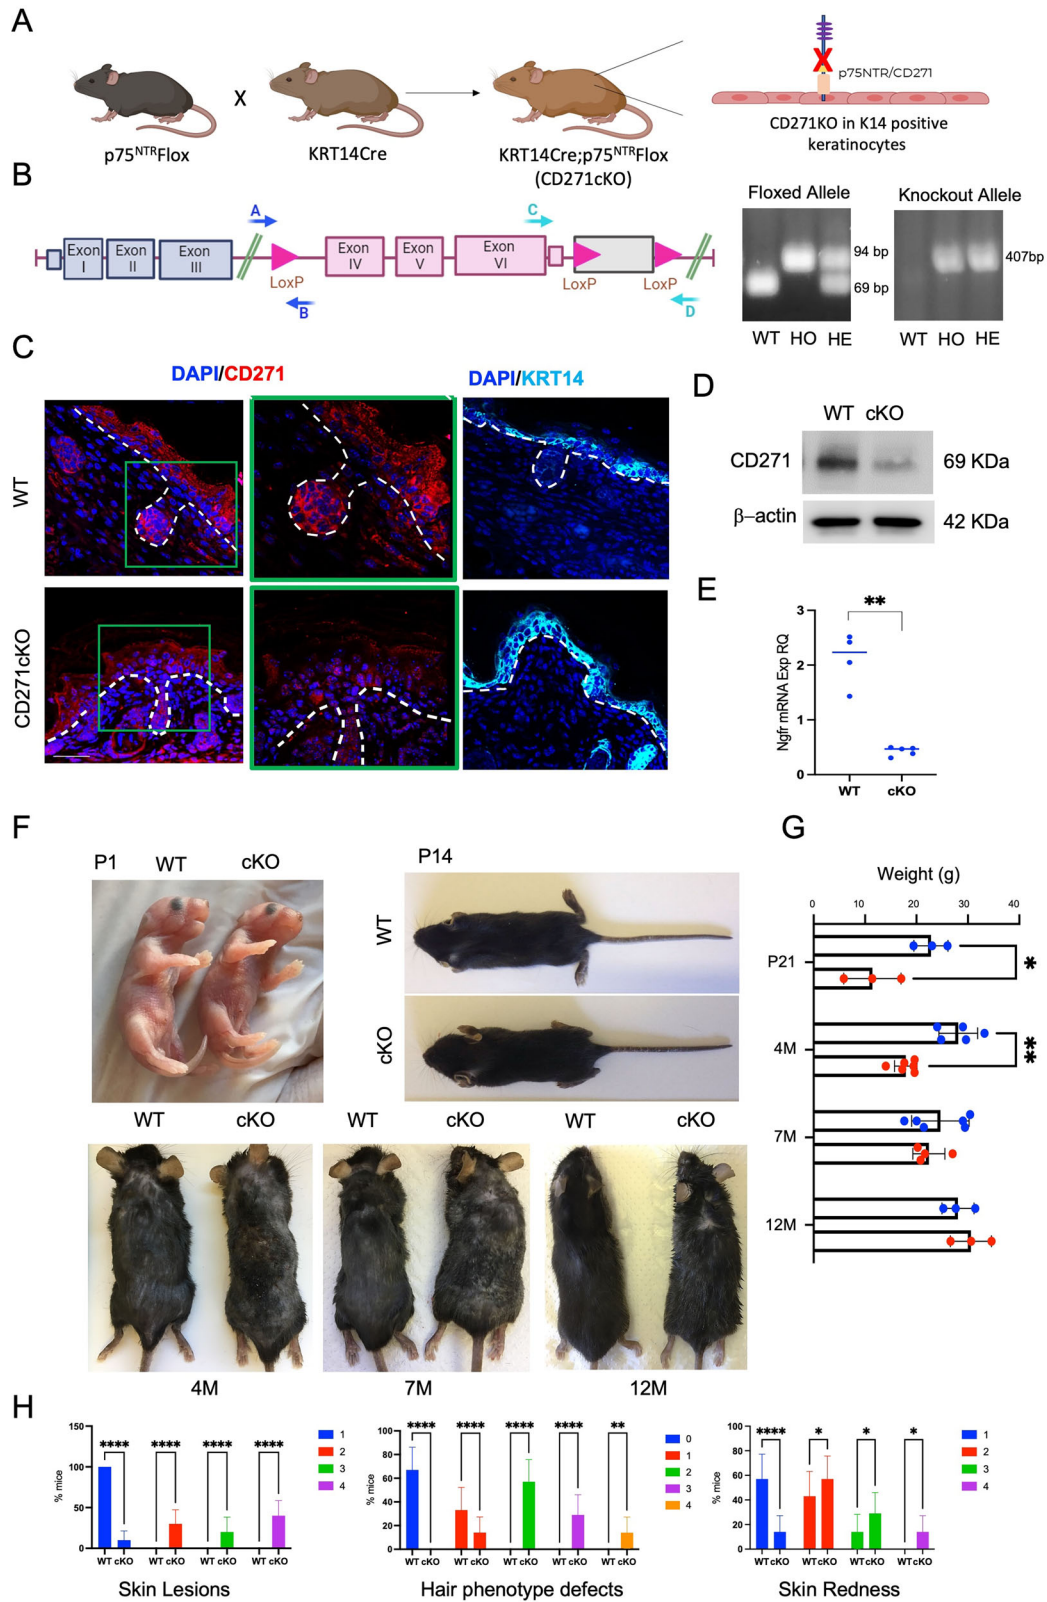 A
X
p75NTRFlox
KRT14Cre
KRT14Cre;p75NTRFlox
(CD271cKO)
p75NTR/CD271
CD271KO in K14 positive
keratinocytes
B
A
C
Exon I
Exon II
Exon III
Exon IV
Exon V
Exon VI
LoxP
LoxP
LoxP
B
D
Floxed Allele
Knockout Allele
94 bp
69 bp
407bp
WT HO HE
WT HO HE
C
DAPI/CD271
DAPI/KRT14
WT
CD271cKO
D
WT cKO
CD271
69 KDa
β–actin
42 KDa
E
**
Ngfr mRNA Exp RQ
3
2
1
0
WT cKO
F
P1 WT cKO
P14
WT
cKO
WT cKO WT cKO WT cKO
4M 7M 12M
G
Weight (g)
0 10 20 30 40
P21
*
4M
**
7M
12M
H
% mice
150
100
50
0
**** **** **** ****
WT cKO WT cKO WT cKO WT cKO
1
2
3
4
Skin Lesions
% mice
100
80
60
40
20
0
**** **** **** **** **
WT cKO WT cKO WT cKO WT cKO WT cKO
0
1
2
3
4
Hair phenotype defects
% mice
100
80
60
40
20
0
**** * * *
WT cKO WT cKO WT cKO WT cKO
1
2
3
4
Skin Redness